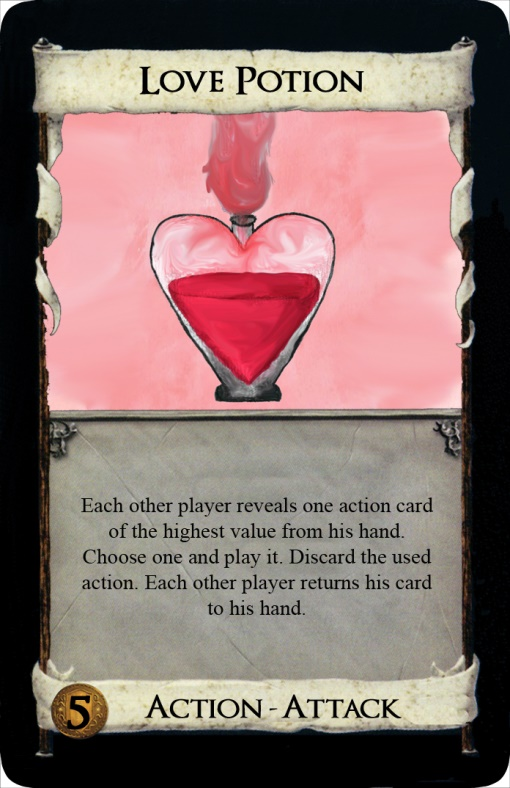 Love Potion
Each other player reveals one action card
of the highest value from his hand.
Choose one and play it. Discard the used
action. Each other player returns his card
to his hand.
5
Action - Attack